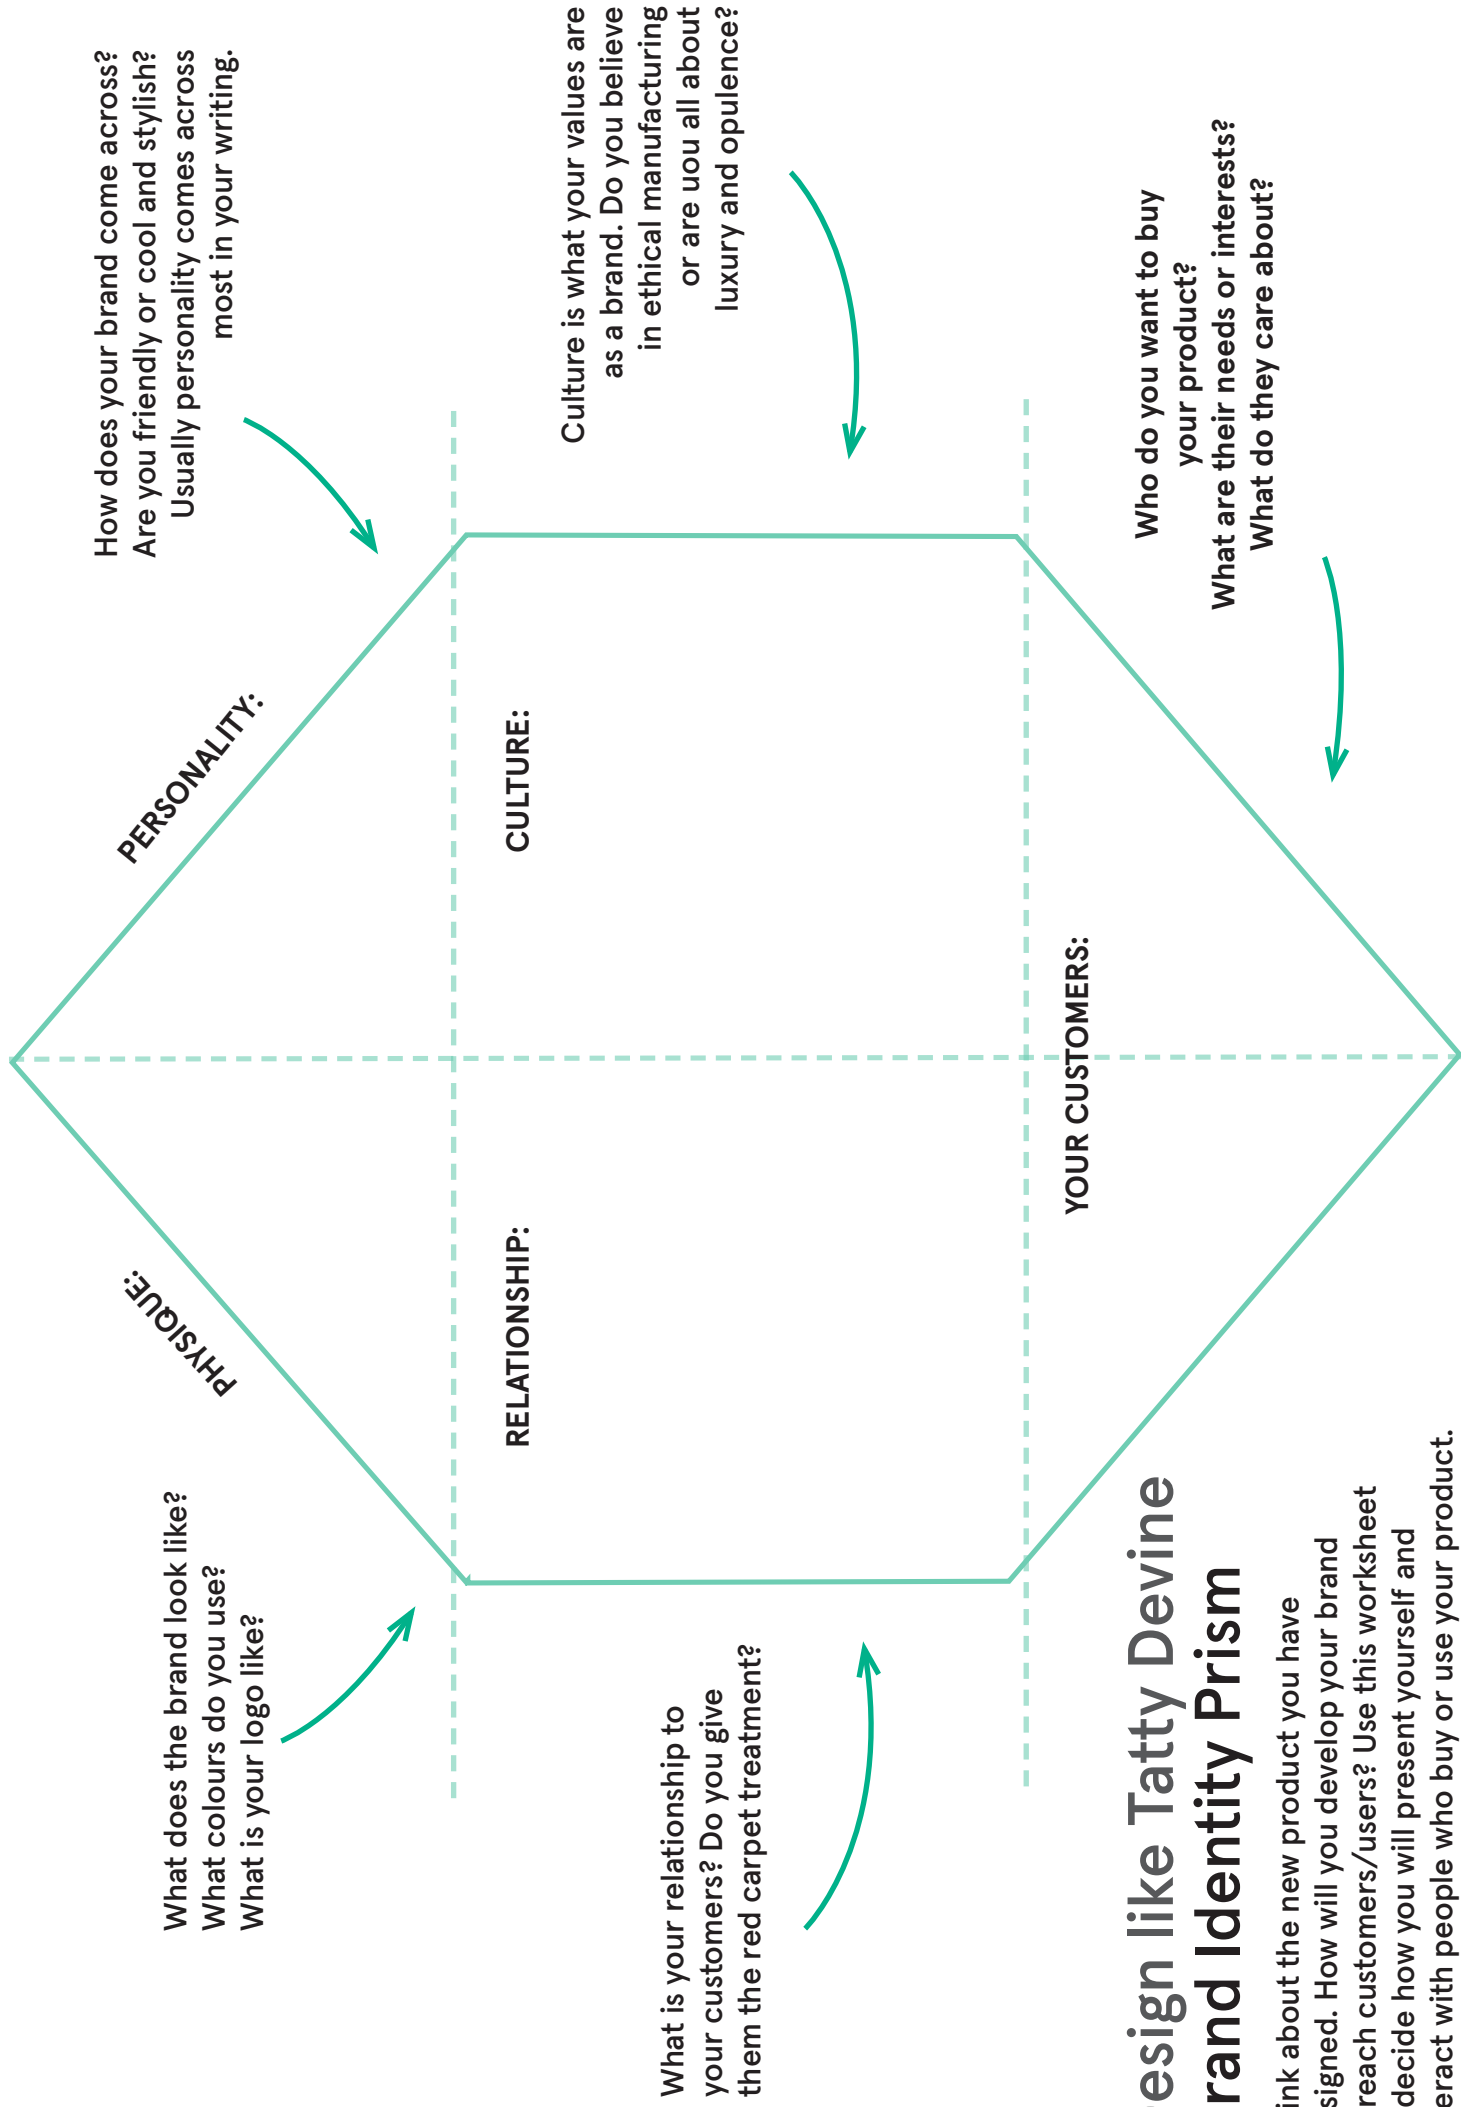 What does the brand look like?
What colours do you use?
What is your logo like?
PHYSIQUE:
How does your brand come across?
Are you friendly or cool and stylish?
Usually personality comes across
most in your writing.
PERSONALITY:
What is your relationship to
your customers? Do you give
them the red carpet treatment?
RELATIONSHIP:
CULTURE:
Culture is what your values are
as a brand. Do you believe
in ethical manufacturing
or are uou all about
luxury and opulence?
YOUR CUSTOMERS:
Who do you want to buy
your product?
What are their needs or interests?
What do they care about?
esign like Tatty Devine
rand Identity Prism
ink about the new product you have
signed. How will you develop your brand
reach customers/users? Use this worksheet
decide how you will present yourself and
eract with people who buy or use your product.